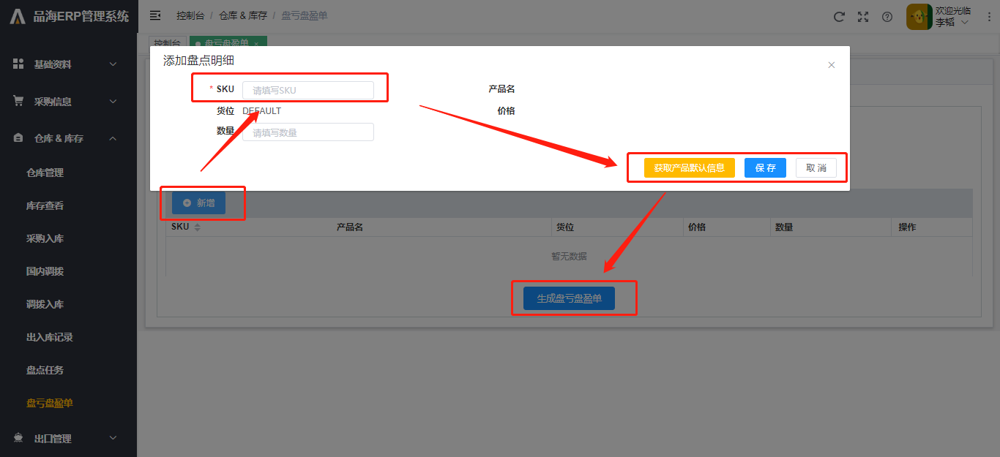 品海ERP管理系统
控制台 / 仓库 & 库存 / 盘亏盘盈单
欢迎光临
李韬
控制台
盘亏盘盈单 ×
基础资料
采购信息
仓库 & 库存
仓库管理
库存查看
采购入库
国内调拨
调拨入库
出入库记录
盘点任务
盘亏盘盈单
出口管理
添加盘点明细
* SKU 请填写SKU 产品名
货位 DEFAULT 价格
数量 请填写数量
获取产品默认信息 保 存 取 消
新增
SKU 产品名 货位 价格 数量 操作
暂无数据
生成盘亏盘盈单